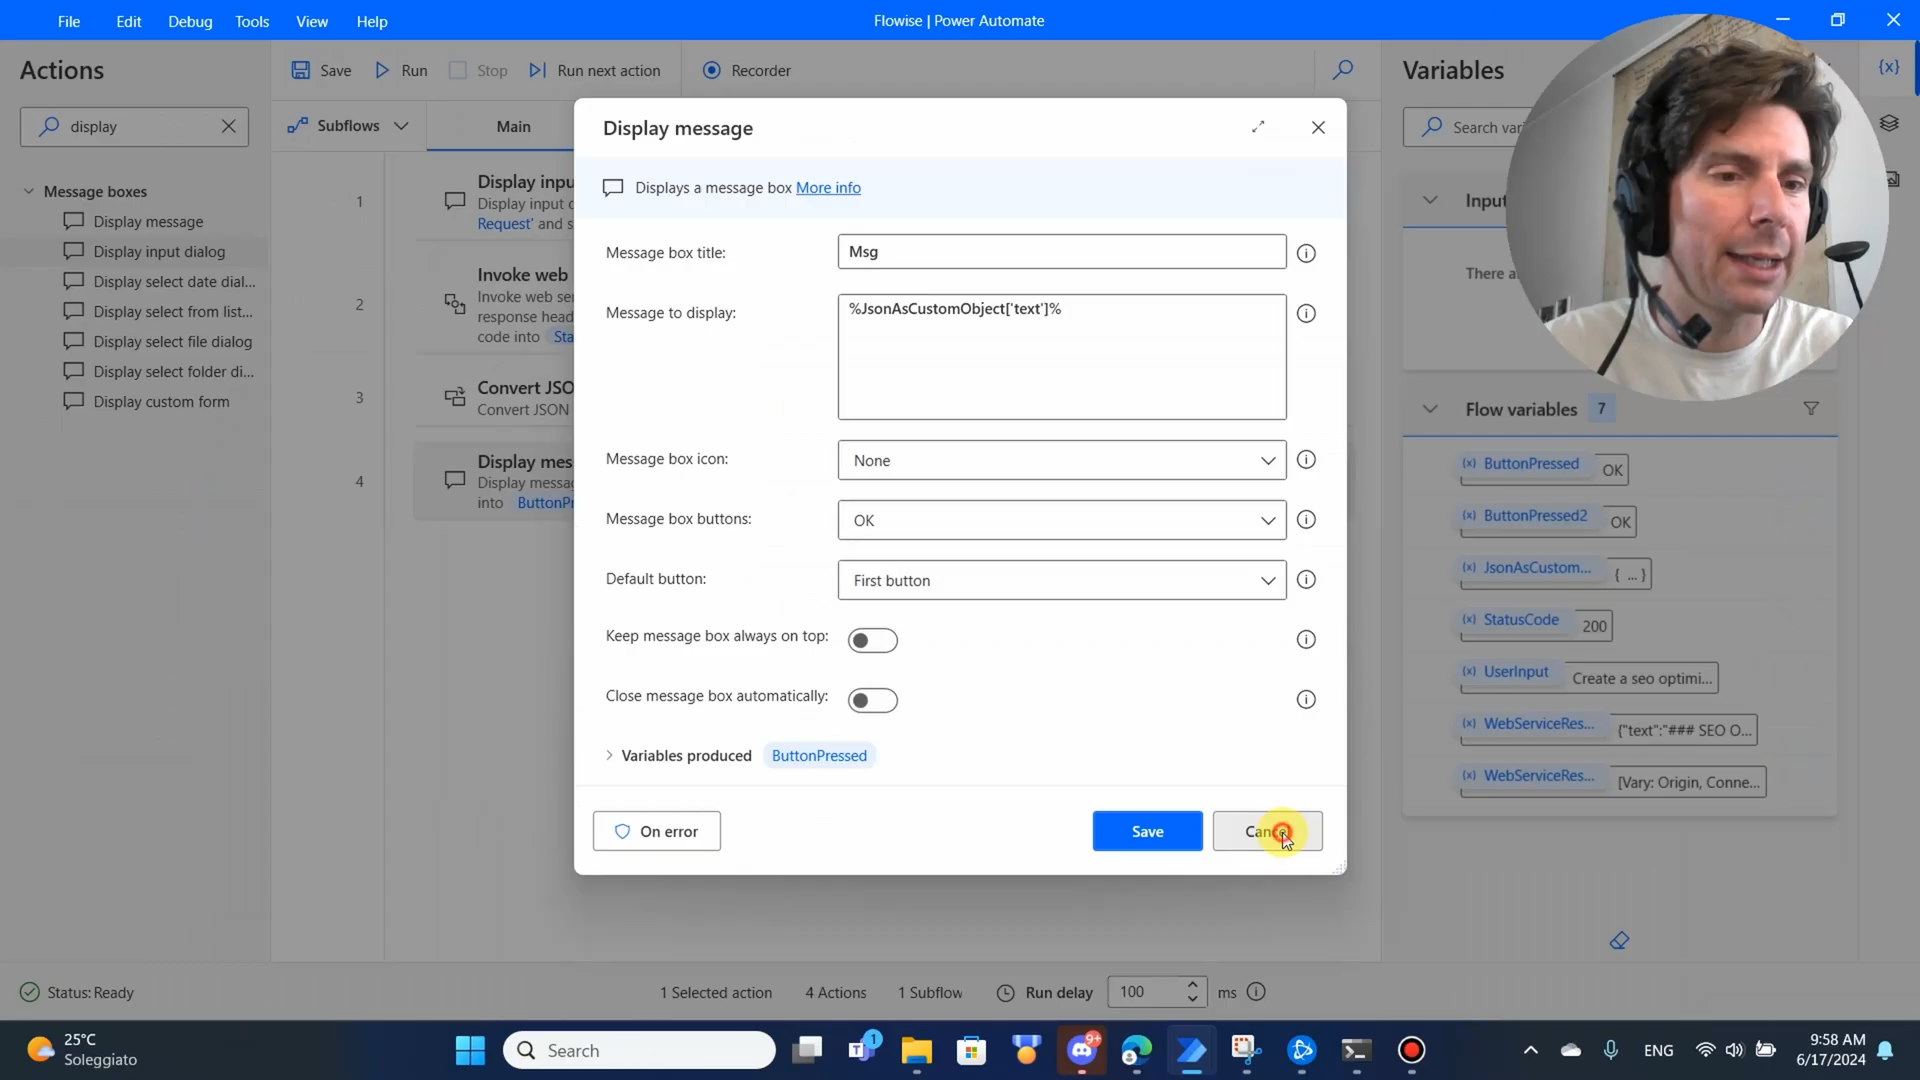 File Edit Debug Tools View Help
Flowise | Power Automate
Actions
display
Message boxes
Display message
Display input dialog
Display select date dial...
Display select from list...
Display select file dialog
Display select folder di...
Display custom form
Save Run Stop Run next action Recorder
Subflows Main
1
Display inpu
Display input d
Request' and s
2
Invoke web
Invoke web ser
response head
code into Sta
3
Convert JSO
Convert JSON
4
Display mes
Display messa
into ButtonPr
Display message
Displays a message box More info
Message box title: Msg
Message to display: %JsonAsCustomObject['text']%
Message box icon: None
Message box buttons: OK
Default button: First button
Keep message box always on top:
Close message box automatically:
Variables produced ButtonPressed
On error Save Cancel
Variables
{x}
Search var
Input
There a
Flow variables 7
(x) ButtonPressed OK
(x) ButtonPressed2 OK
(x) JsonAsCustom... { ... }
(x) StatusCode 200
(x) UserInput Create a seo optimi...
(x) WebServiceRes... {"text":"### SEO O...
(x) WebServiceRes... [Vary: Origin, Conne...
Status: Ready
1 Selected action 4 Actions 1 Subflow Run delay 100 ms
25°C
Soleggiato
Search
1
9+
ENG
9:58 AM
6/17/2024